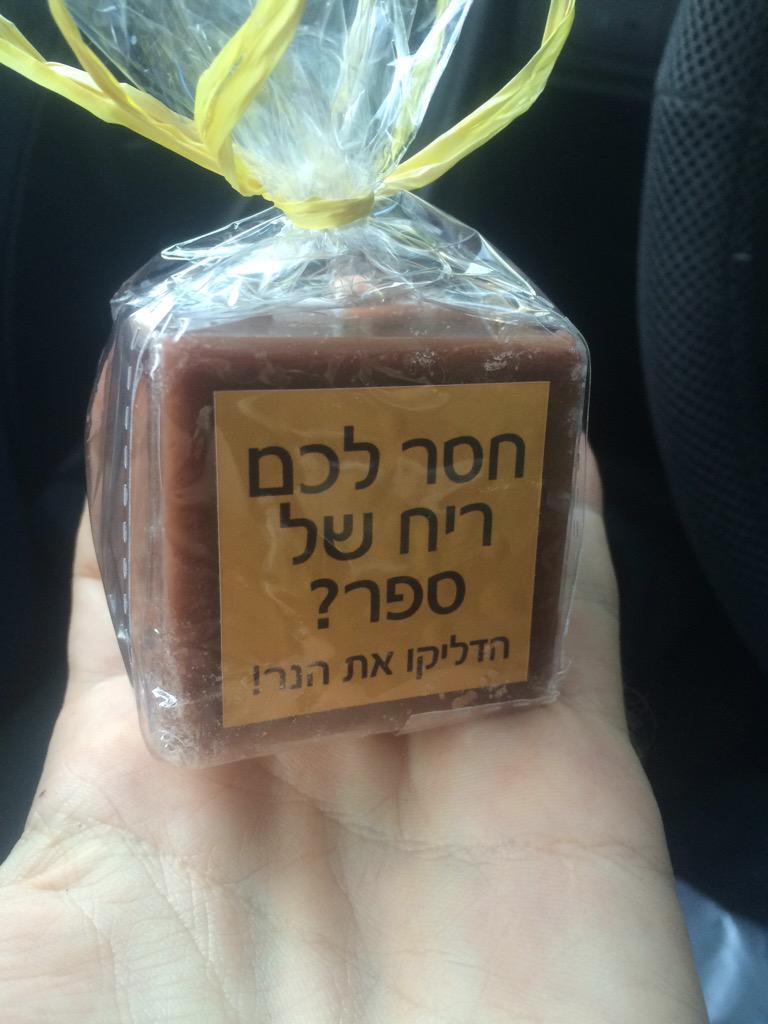 חסר לכם
ריח של
ספר?
הדליקו את הנר!